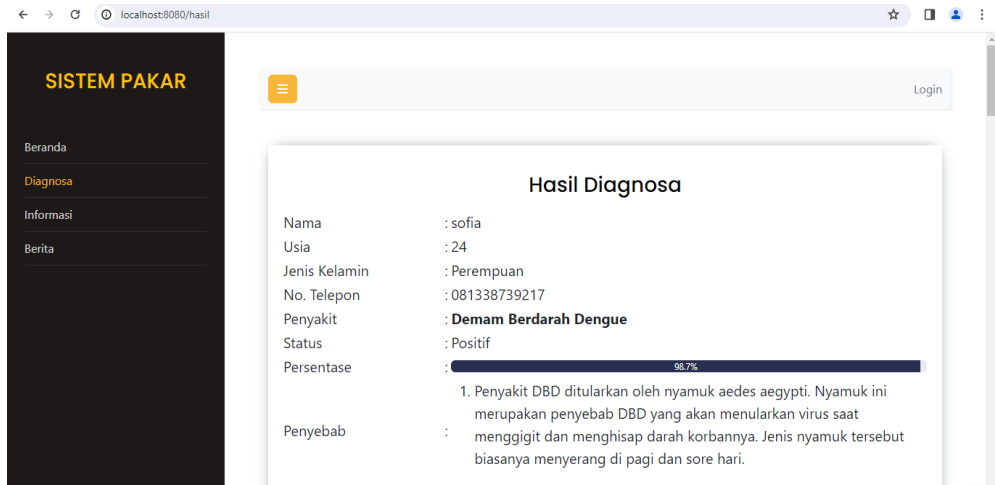 localhost:8080/hasil
SISTEM PAKAR
Login
Beranda
Diagnosa
Informasi
Berita
Hasil Diagnosa
Nama : sofia
Usia : 24
Jenis Kelamin : Perempuan
No. Telepon : 081338739217
Penyakit : Demam Berdarah Dengue
Status : Positif
Persentase : 98.7%
Penyebab :
1. Penyakit DBD ditularkan oleh nyamuk aedes aegypti. Nyamuk ini
merupakan penyebab DBD yang akan menularkan virus saat
menggigit dan menghisap darah korbannya. Jenis nyamuk tersebut
biasanya menyerang di pagi dan sore hari.